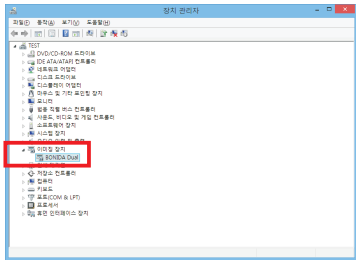 장치 관리자
파일(F) 동작(A) 보기(V) 도움말(H)
TEST
DVD/CD-ROM 드라이브
IDE ATA/ATAPI 컨트롤러
네트워크 어댑터
디스크 드라이브
디스플레이 어댑터
마우스 및 기타 포인팅 장치
모니터
범용 직렬 버스 컨트롤러
사운드, 비디오 및 게임 컨트롤러
소프트웨어 장치
시스템 장치
이미징 장치
BONIDA Dual
저장소 컨트롤러
컴퓨터
키보드
포트(COM & LPT)
프로세서
휴먼 인터페이스 장치